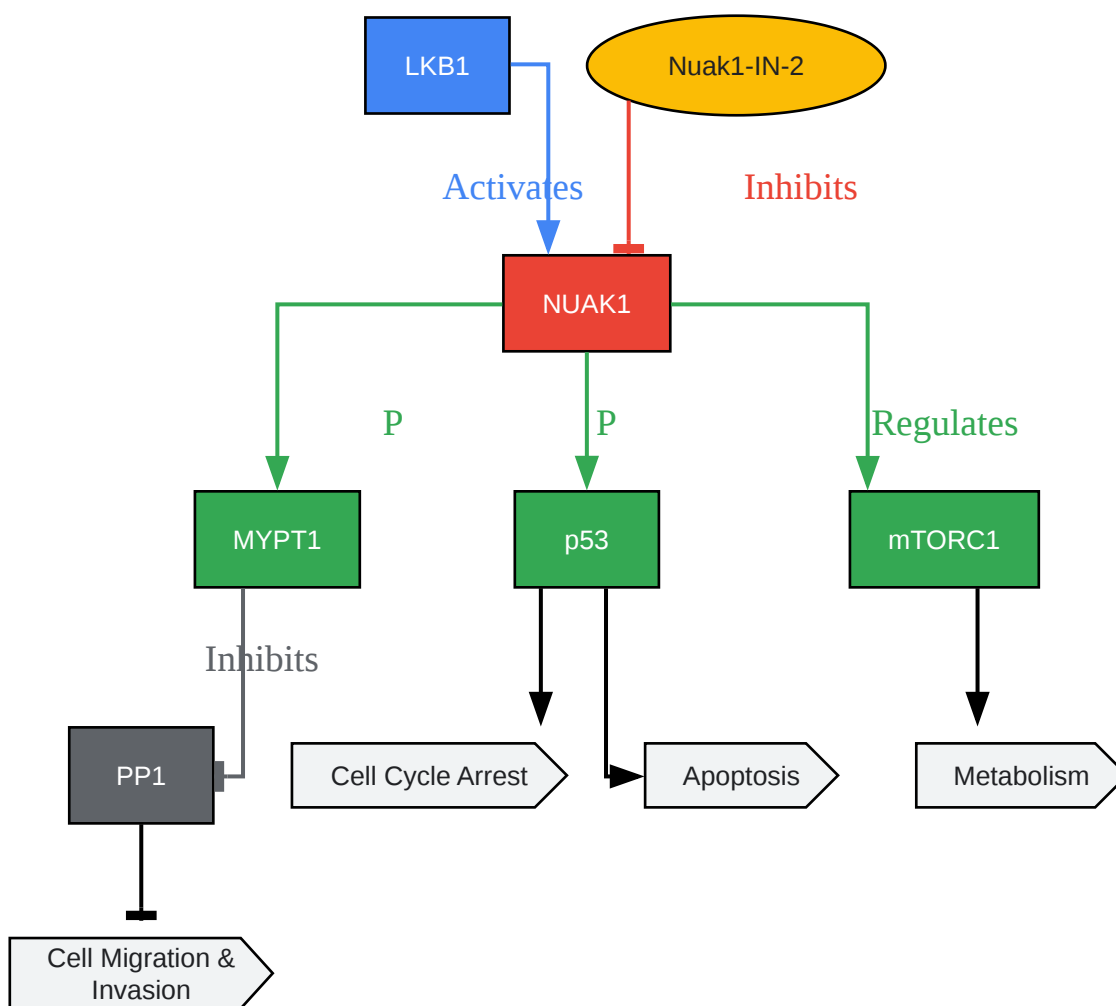 LKB1
Nuak1-IN-2
Activates
Inhibits
NUAK1
P
P
Regulates
MYPT1
p53
mTORC1
Inhibits
PP1
Cell Cycle Arrest
Apoptosis
Metabolism
Cell Migration &
Invasion